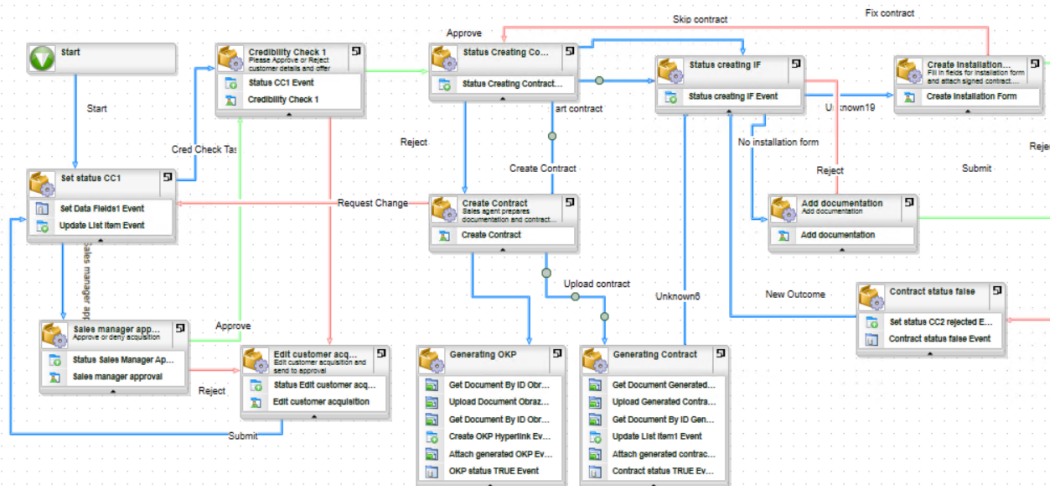 Skip contract
Fix contract
Start
Credibility Check 1
Please Approve or Reject
customer details and offer
Status CC1 Event
Credibility Check 1
Approve
Status Creating Co...
Status Creating Contract...
Status creating IF
Status creating IF Event
Create Installation...
Fill in fields for Installation form
and attach signed contract...
Create Installation Form
Start
art contract
Cred Check Tas
Reject
No installation form
Create Contract
Reject
Submit
Reje
Set status CC1
Set Data Fields1 Event
Update List Item Event
Request Change
Create Contract
Sales agent prepares
documentation and contract...
Create Contract
Add documentation
Add documentation
Add documentation
Sales manager app
Upload contract
Unknown6
New Outcome
Contract status false
Set status CC2 rejected E...
Contract status false Event
Sales manager app...
Approve or deny acquisition
Status Sales Manager Ap...
Sales manager approval
Approve
Reject
Edit customer acq...
Edit customer acquisition and
send to approval
Status Edit customer acq...
Edit customer acquisition
Submit
Generating OKP
Get Document By ID Obr...
Upload Document Obraz...
Get Document By ID Obr...
Create OKP Hyperlink Ev...
Attach generated OKP Ev...
OKP status TRUE Event
Generating Contract
Get Document Generated...
Upload Generated Contra...
Get Document By ID Gen...
Update List Item1 Event
Attach generated contrac...
Contract status TRUE Ev...